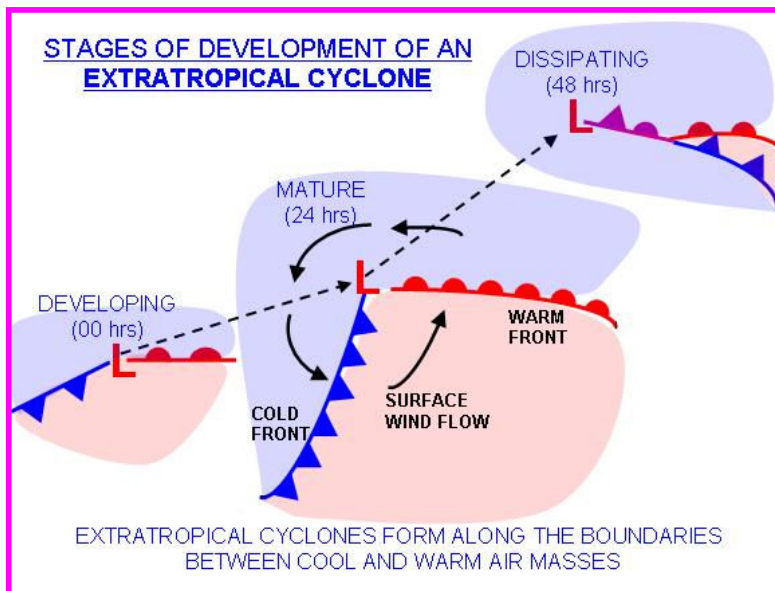 STAGES OF DEVELOPMENT OF AN
EXTRATROPICAL CYCLONE
DISSIPATING
(48 hrs)
L
MATURE
(24 hrs)
L
DEVELOPING
(00 hrs)
L
WARM
FRONT
COLD
FRONT
SURFACE
WIND FLOW
EXTRATROPICAL CYCLONES FORM ALONG THE BOUNDARIES
BETWEEN COOL AND WARM AIR MASSES